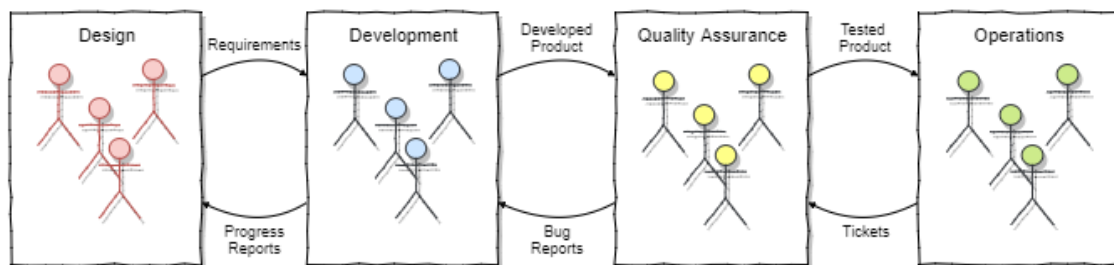 Design
Requirements
Development
Developed
Product
Quality Assurance
Tested
Product
Operations
Progress
Reports
Bug
Reports
Tickets